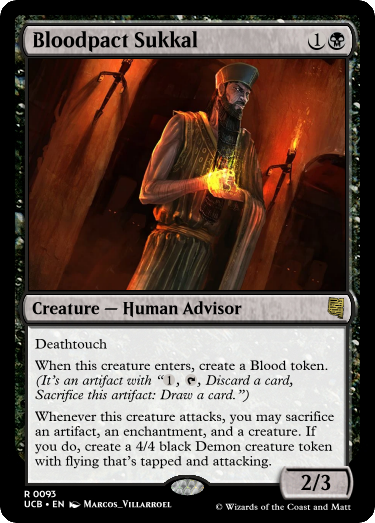 Bloodpact Sukkal 1
Creature — Human Advisor
Deathtouch
When this creature enters, create a Blood token.
(It's an artifact with “1, , Discard a card,
Sacrifice this artifact: Draw a card.”)
Whenever this creature attacks, you may sacrifice
an artifact, an enchantment, and a creature. If
you do, create a 4/4 black Demon creature token
with flying that's tapped and attacking.
2/3
R 0093
UCB • EN Marcos_Villarroel
© Wizards of the Coast and Matt